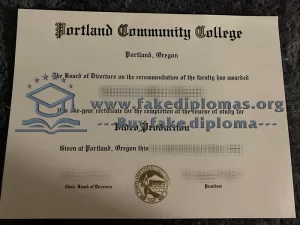 Portland Community College
Portland, Oregon
The Board of Directors on the recommendation of the faculty has awarded
www.fakediplomas.org
year certificate for the completion of the course of study for
---Buyfakediploma---
Video Production
Given at Portland, Oregon this
Chair, Board of Directors
President